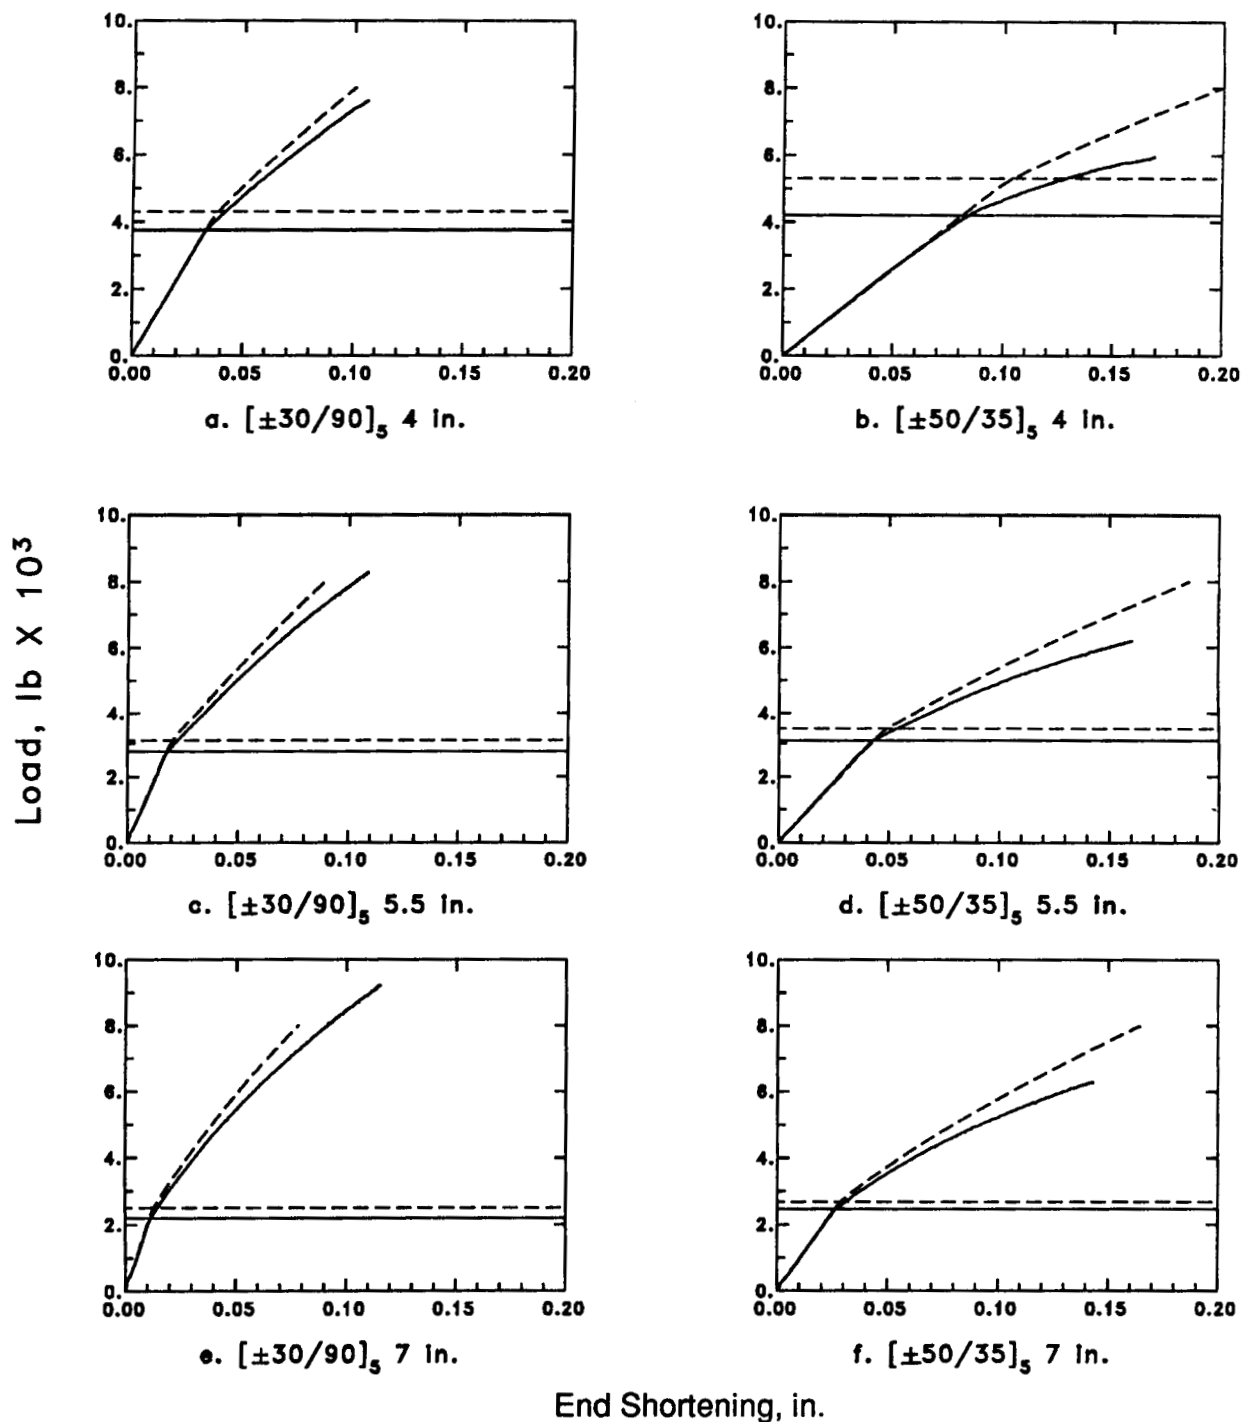 10.
8.
6.
4.
2.
0.
0.00 0.05 0.10 0.15 0.20
a. [±30/90]₅ 4 in.
10.
8.
6.
4.
2.
0.
0.00 0.05 0.10 0.15 0.20
b. [±50/35]₅ 4 in.
Load, lb X 10³
10.
8.
6.
4.
2.
0.
0.00 0.05 0.10 0.15 0.20
c. [±30/90]₅ 5.5 in.
10.
8.
6.
4.
2.
0.
0.00 0.05 0.10 0.15 0.20
d. [±50/35]₅ 5.5 in.
10.
8.
6.
4.
2.
0.
0.00 0.05 0.10 0.15 0.20
e. [±30/90]₅ 7 in.
10.
8.
6.
4.
2.
0.
0.00 0.05 0.10 0.15 0.20
f. [±50/35]₅ 7 in.
End Shortening, in.